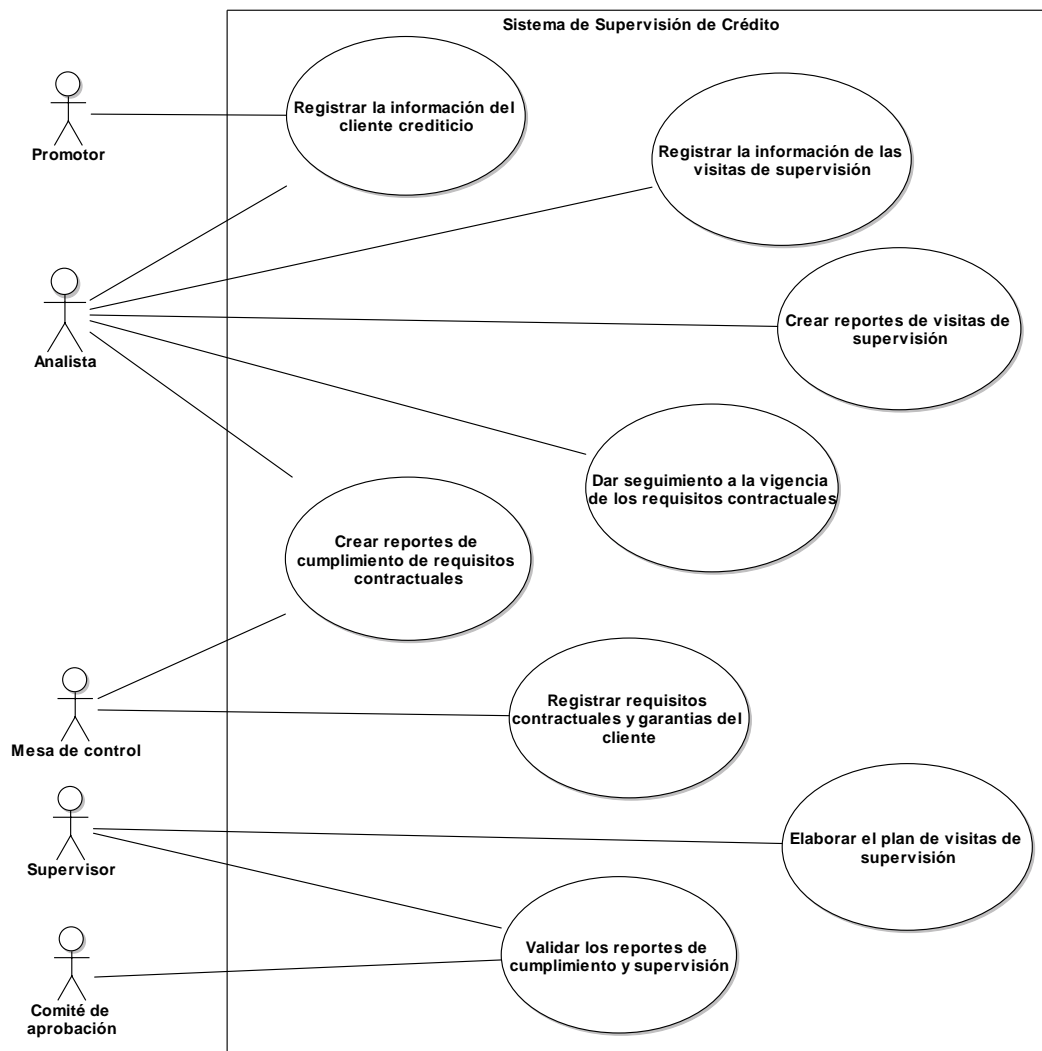 Sistema de Supervisión de Crédito
Registrar la información del
cliente crediticio
Promotor
Registrar la información de las
visitas de supervisión
Analista
Crear reportes de visitas de
supervisión
Dar seguimiento a la vigencia
de los requisitos contractuales
Crear reportes de
cumplimiento de requisitos
contractuales
Mesa de control
Registrar requisitos
contractuales y garantias del
cliente
Supervisor
Elaborar el plan de visitas de
supervisión
Validar los reportes de
cumplimiento y supervisión
Comité de
aprobación